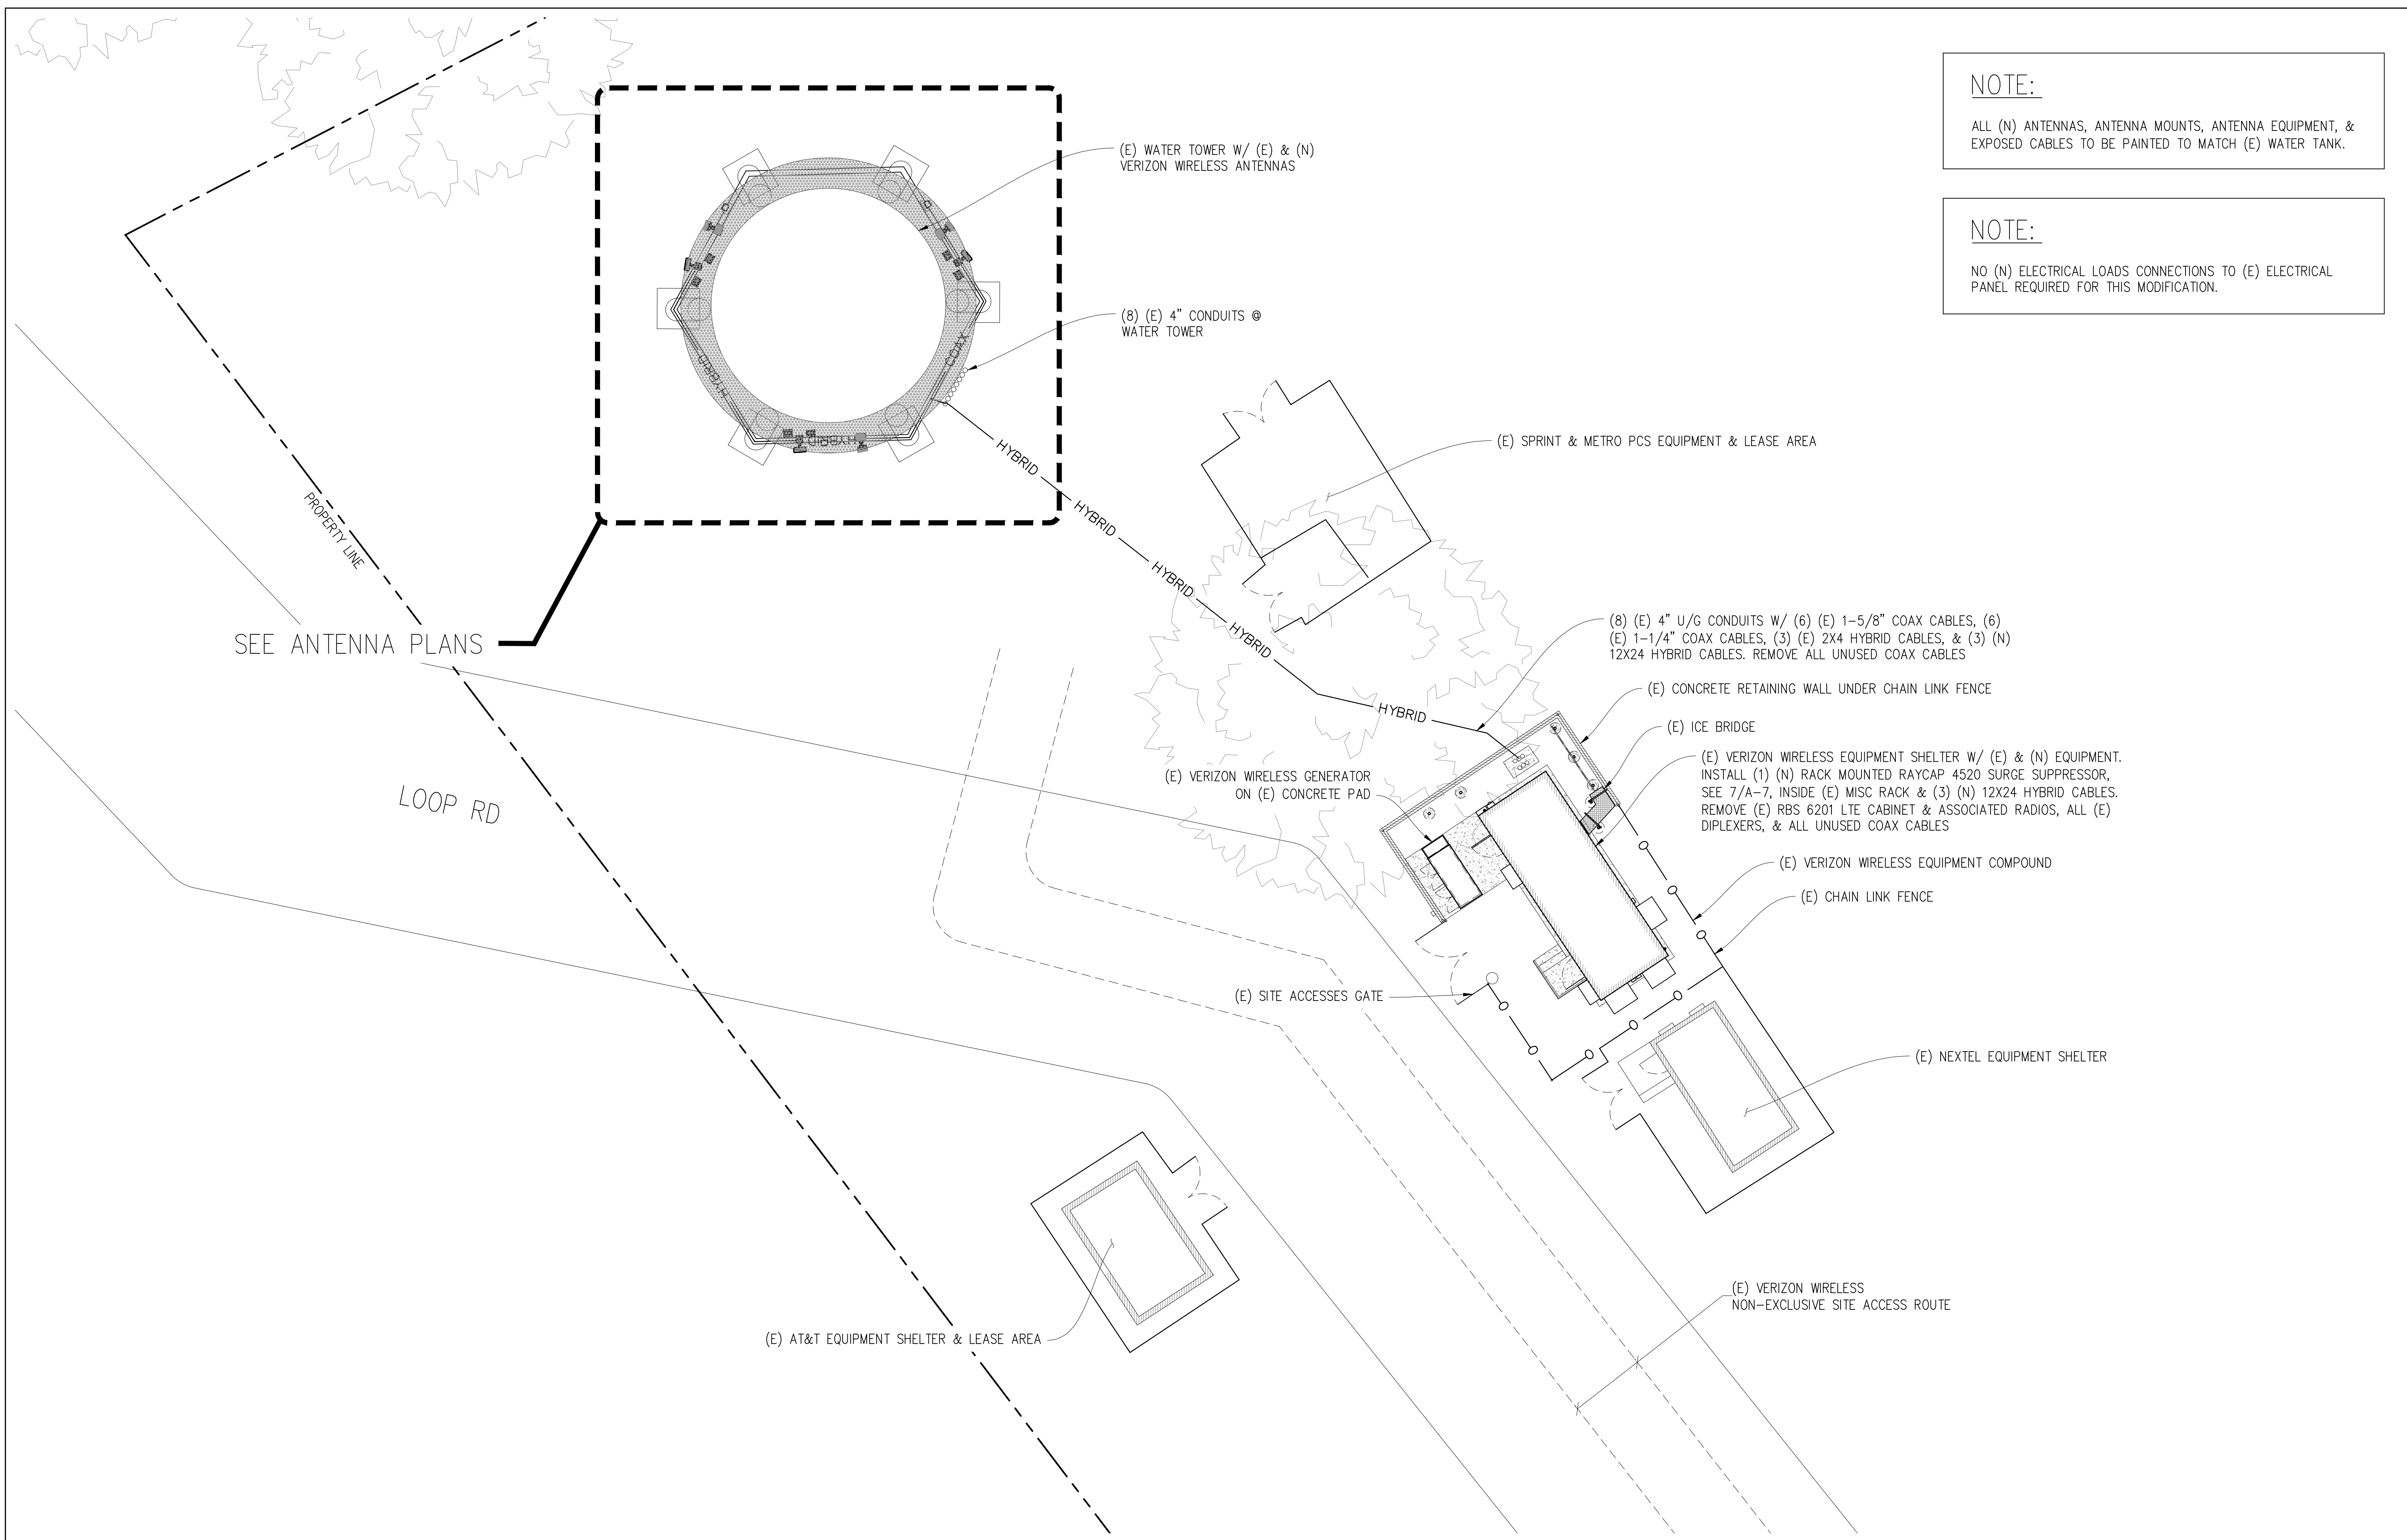 NOTE:
ALL (N) ANTENNAS, ANTENNA MOUNTS, ANTENNA EQUIPMENT, &
EXPOSED CABLES TO BE PAINTED TO MATCH (E) WATER TANK.
NOTE:
NO (N) ELECTRICAL LOADS CONNECTIONS TO (E) ELECTRICAL
PANEL REQUIRED FOR THIS MODIFICATION.
(E) WATER TOWER W/ (E) & (N)
VERIZON WIRELESS ANTENNAS
(8) (E) 4" CONDUITS @
WATER TOWER
COAX
HYBRID
HYBRID
HYBRID
HYBRID
HYBRID
HYBRID
HYBRID
(E) SPRINT & METRO PCS EQUIPMENT & LEASE AREA
PROPERTY LINE
SEE ANTENNA PLANS
(8) (E) 4" U/G CONDUITS W/ (6) (E) 1-5/8" COAX CABLES, (6)
(E) 1-1/4" COAX CABLES, (3) (E) 2X4 HYBRID CABLES, & (3) (N)
12X24 HYBRID CABLES. REMOVE ALL UNUSED COAX CABLES
(E) CONCRETE RETAINING WALL UNDER CHAIN LINK FENCE
(E) ICE BRIDGE
(E) VERIZON WIRELESS EQUIPMENT SHELTER W/ (E) & (N) EQUIPMENT.
INSTALL (1) (N) RACK MOUNTED RAYCAP 4520 SURGE SUPPRESSOR,
SEE 7/A-7, INSIDE (E) MISC RACK & (3) (N) 12X24 HYBRID CABLES.
REMOVE (E) RBS 6201 LTE CABINET & ASSOCIATED RADIOS, ALL (E)
DIPLEXERS, & ALL UNUSED COAX CABLES
(E) VERIZON WIRELESS GENERATOR
ON (E) CONCRETE PAD
LOOP RD
(E) VERIZON WIRELESS EQUIPMENT COMPOUND
(E) CHAIN LINK FENCE
(E) SITE ACCESSES GATE
(E) NEXTEL EQUIPMENT SHELTER
(E) VERIZON WIRELESS
NON-EXCLUSIVE SITE ACCESS ROUTE
(E) AT&T EQUIPMENT SHELTER & LEASE AREA